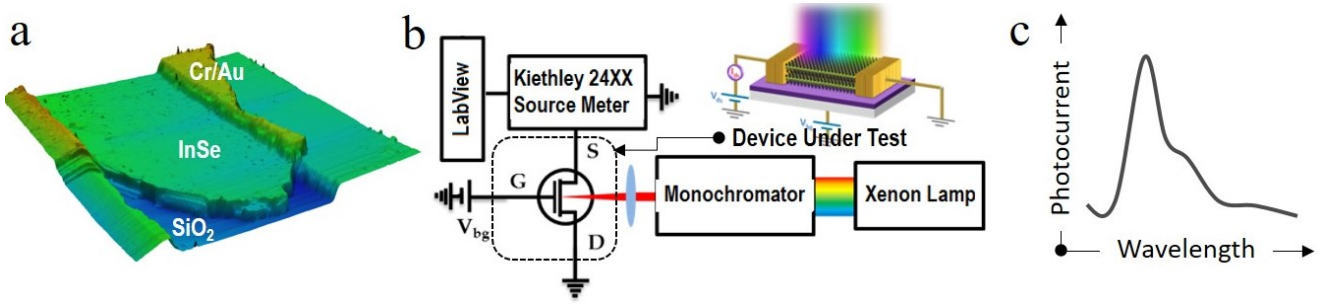 a
Cr/Au
InSe
SiO2
b
LabView
Kiethley 24XX
Source Meter
S
Device Under Test
G
Vbg
D
Monochromator
Xenon Lamp
c
Photocurrent
Wavelength